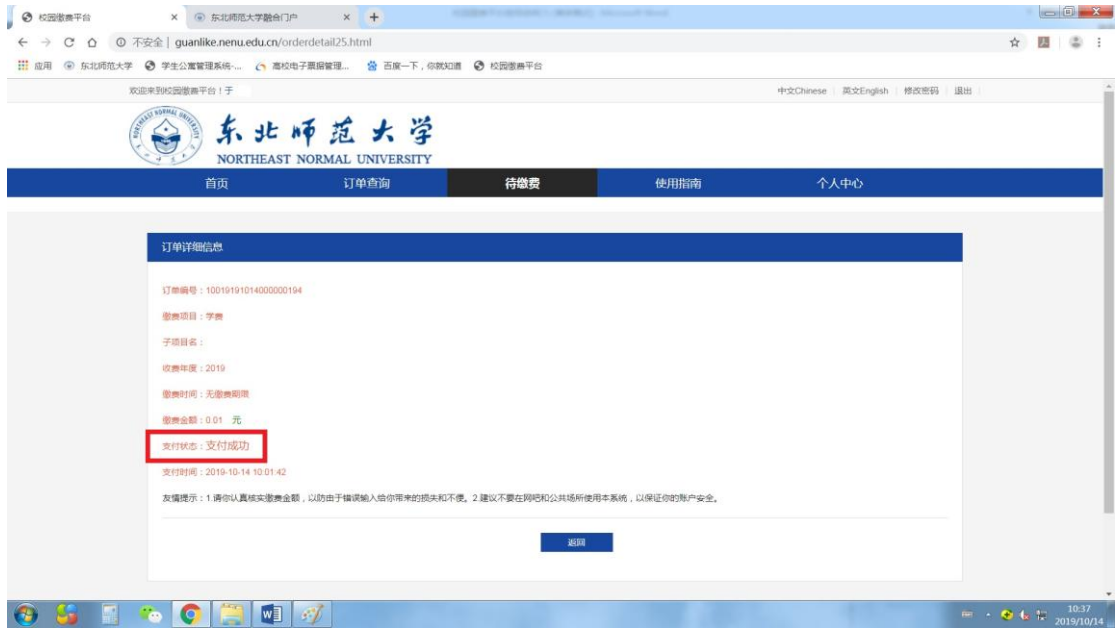 校园缴费平台
东北师范大学融合门户
不安全 | guanlike.nenu.edu.cn/orderdetail25.html
应用 东北师范大学 学生公寓管理系统-... 高校电子票据管理... 百度一下，你就知道 校园缴费平台
欢迎来到校园缴费平台！于
中文Chinese 英文English 修改密码 退出
东北师范大学
NORTHEAST NORMAL UNIVERSITY
首页 订单查询 待缴费 使用指南 个人中心
订单详细信息
订单编号：10019191014000000194
缴费项目：学费
子项目名：
收费年度：2019
缴费时间：无缴费期限
缴费金额：0.01 元
支付状态：支付成功
支付时间：2019-10-14 10:01:42
友情提示：1.请你认真核实缴费金额，以防由于错误输入给你带来的损失和不便。2.建议不要在网吧和公共场所使用本系统，以保证你的账户安全。
返回
10:37
2019/10/14